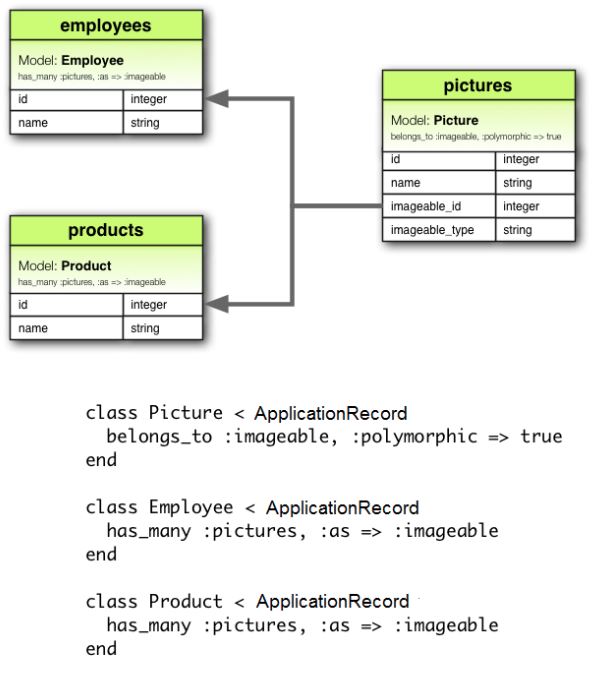 employees
Model: Employee
has_many :pictures, :as => :imageable
id integer
name string
pictures
Model: Picture
belongs_to :imageable, :polymorphic => true
id integer
name string
imageable_id integer
imageable_type string
products
Model: Product
has_many :pictures, :as => :imageable
id integer
name string
class Picture < ApplicationRecord
belongs_to :imageable, :polymorphic => true
end
class Employee < ApplicationRecord
has_many :pictures, :as => :imageable
end
class Product < ApplicationRecord
has_many :pictures, :as => :imageable
end